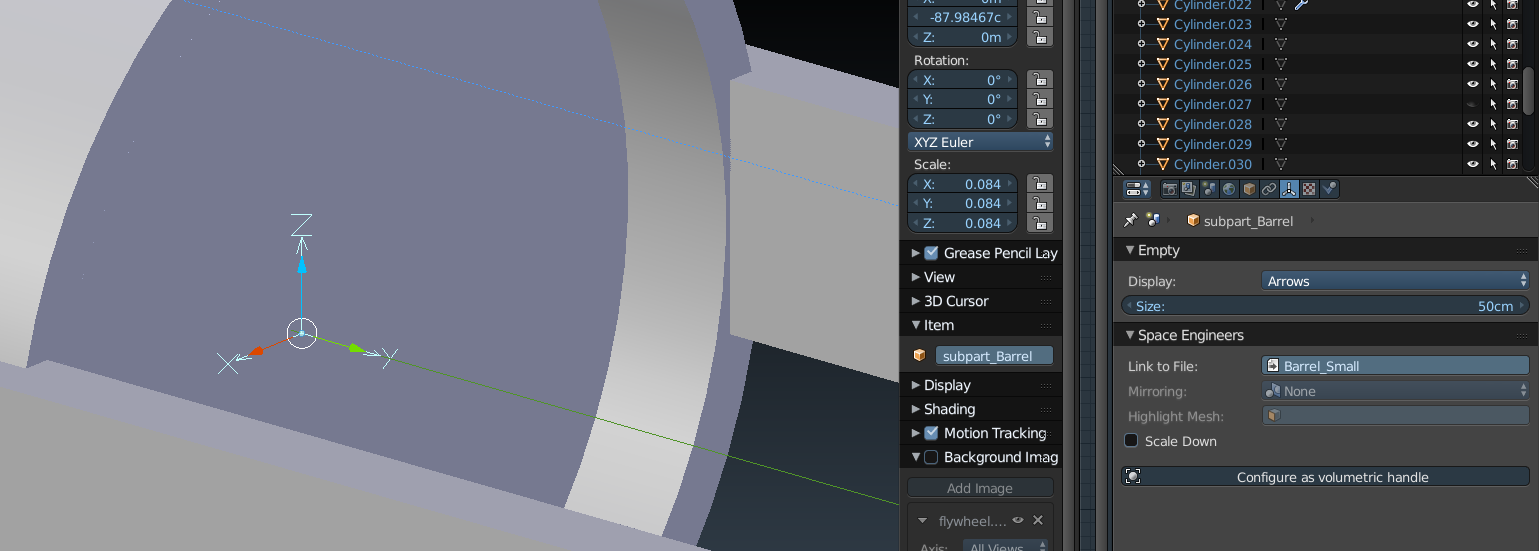 Z
X
Y
X: 0m
-87.98467c
Z: 0m
Rotation:
X: 0°
Y: 0°
Z: 0°
XYZ Euler
Scale:
X: 0.084
Y: 0.084
Z: 0.084
Grease Pencil Lay
View
3D Cursor
Item
subpart_Barrel
Display
Shading
Motion Tracking
Background Imag
Add Image
flywheel....
Axis: All Views
Cylinder.022
Cylinder.023
Cylinder.024
Cylinder.025
Cylinder.026
Cylinder.027
Cylinder.028
Cylinder.029
Cylinder.030
subpart_Barrel
Empty
Display: Arrows
Size: 50cm
Space Engineers
Link to File: Barrel_Small
Mirroring: None
Highlight Mesh:
Scale Down
Configure as volumetric handle